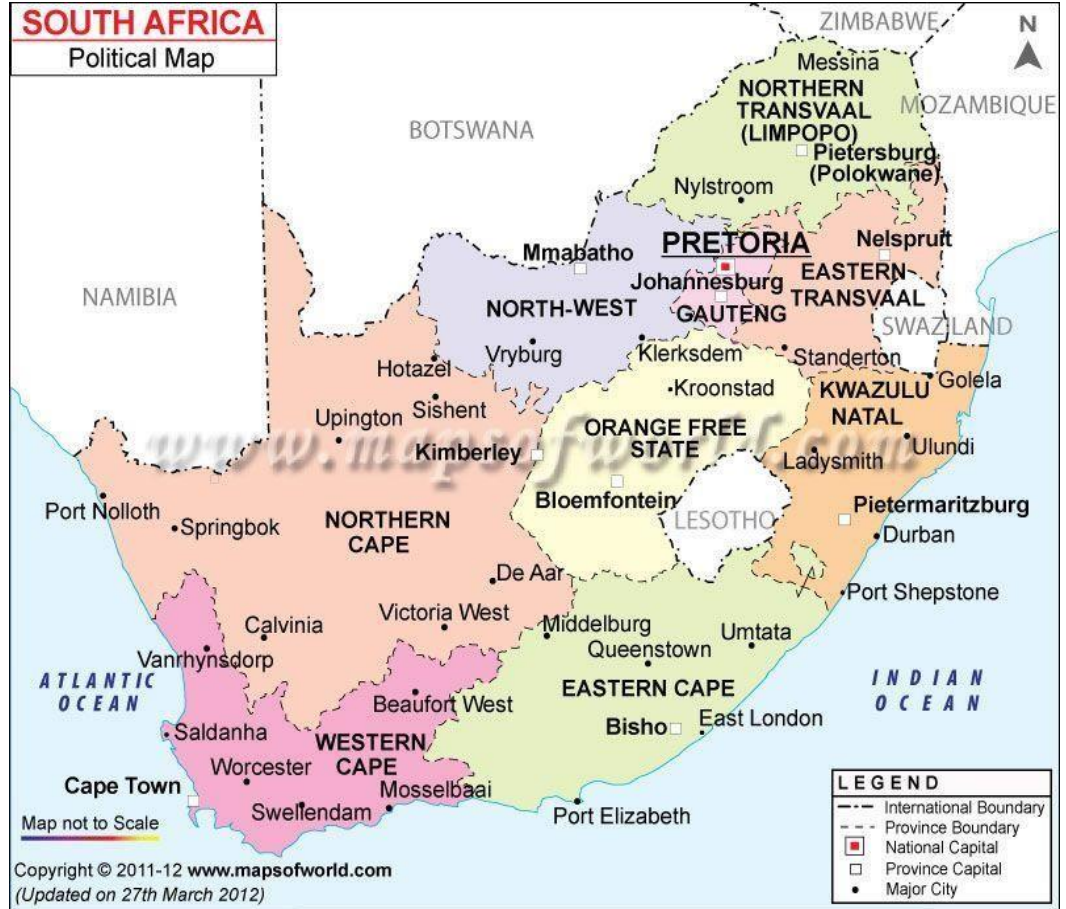 SOUTH AFRICA
Political Map
ZIMBABWE
N
Messina
NORTHERN
TRANSVAAL
(LIMPOPO)
MOZAMBIQUE
BOTSWANA
Pietersburg
(Polokwane)
Nylstroom
PRETORIA
Nelspruit
Mmabatho
Johannesburg
EASTERN
TRANSVAAL
NAMIBIA
NORTH-WEST
GAUTENG
SWAZILAND
Vryburg
Klerksdem
Standerton
Hotazel
Golela
Kroonstad
KWAZULU
NATAL
Sishent
Upington
ORANGE FREE
STATE
www.mapsofworld.com
Kimberley
Ulundi
Ladysmith
Bloemfontein
Port Nolloth
Springbok
NORTHERN
CAPE
LESOTHO
Pietermaritzburg
Durban
De Aar
Port Shepstone
Victoria West
Calvinia
Middelburg
Umtata
Queenstown
Vanrhynsdorp
ATLANTIC
OCEAN
EASTERN CAPE
INDIAN
OCEAN
Beaufort West
Saldanha
Bisho
East London
WESTERN
CAPE
Worcester
Cape Town
Mosselbaai
Swellendam
Port Elizabeth
Map not to Scale
LEGEND
International Boundary
Province Boundary
National Capital
Province Capital
Major City
Copyright © 2011-12 www.mapsofworld.com
(Updated on 27th March 2012)